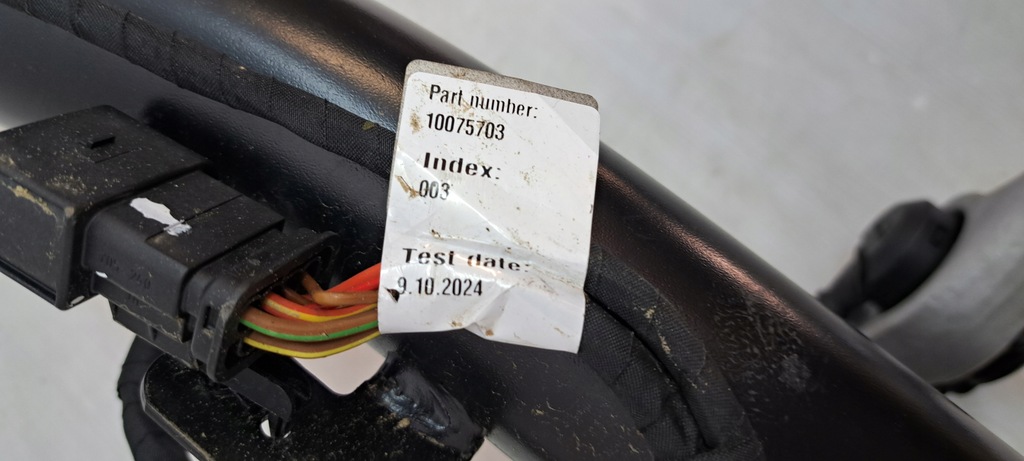 Part number:
10075703
Index:
003
Test date:
9.10.2024